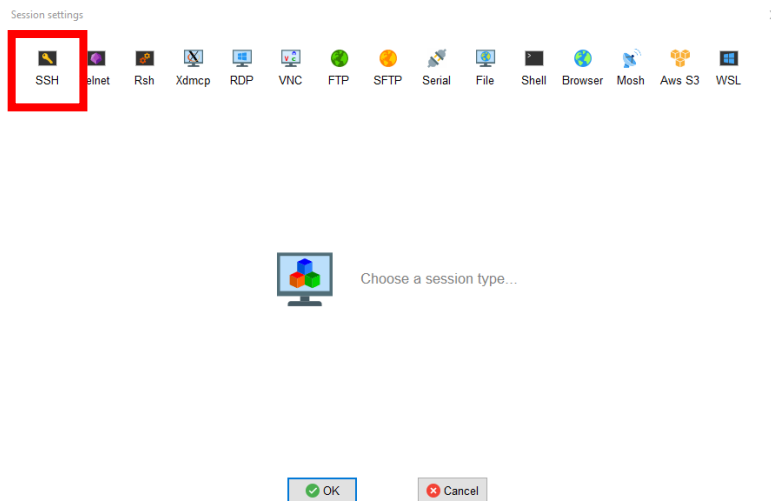 Session settings
SSH elnet Rsh Xdmcp RDP VNC FTP SFTP Serial File Shell Browser Mosh Aws S3 WSL
Choose a session type...
OK Cancel